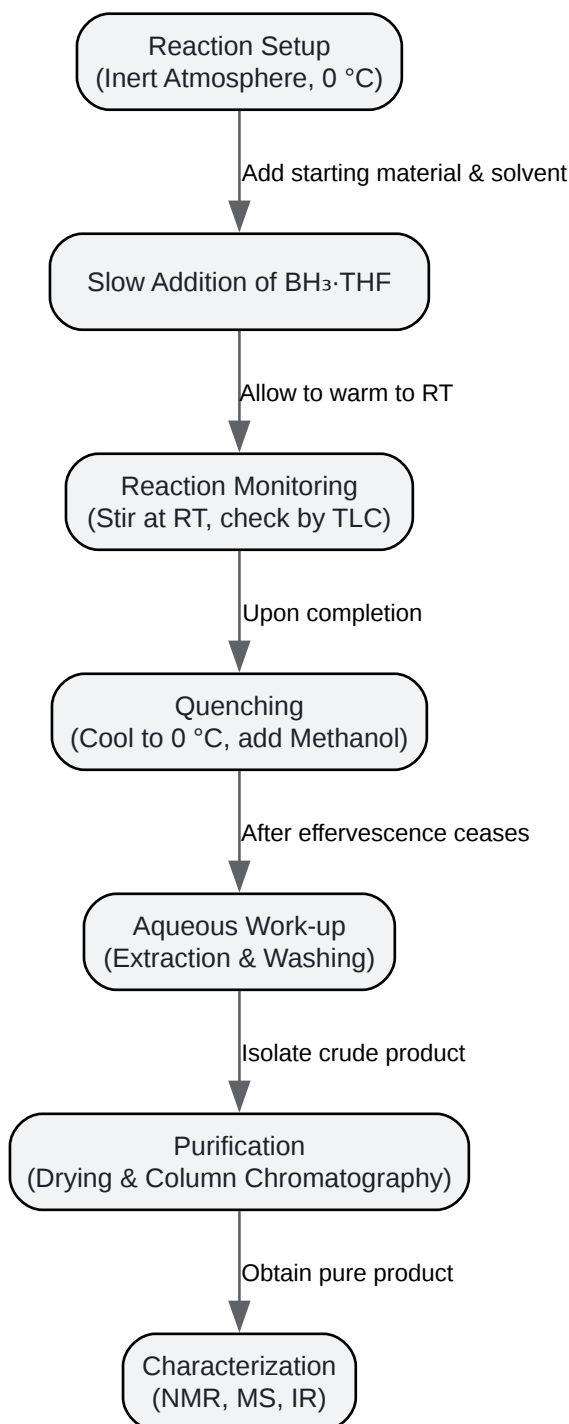 Reaction Setup
(Inert Atmosphere, 0 °C)
Add starting material & solvent
Slow Addition of BH₃·THF
Allow to warm to RT
Reaction Monitoring
(Stir at RT, check by TLC)
Upon completion
Quenching
(Cool to 0 °C, add Methanol)
After effervescence ceases
Aqueous Work-up
(Extraction & Washing)
Isolate crude product
Purification
(Drying & Column Chromatography)
Obtain pure product
Characterization
(NMR, MS, IR)